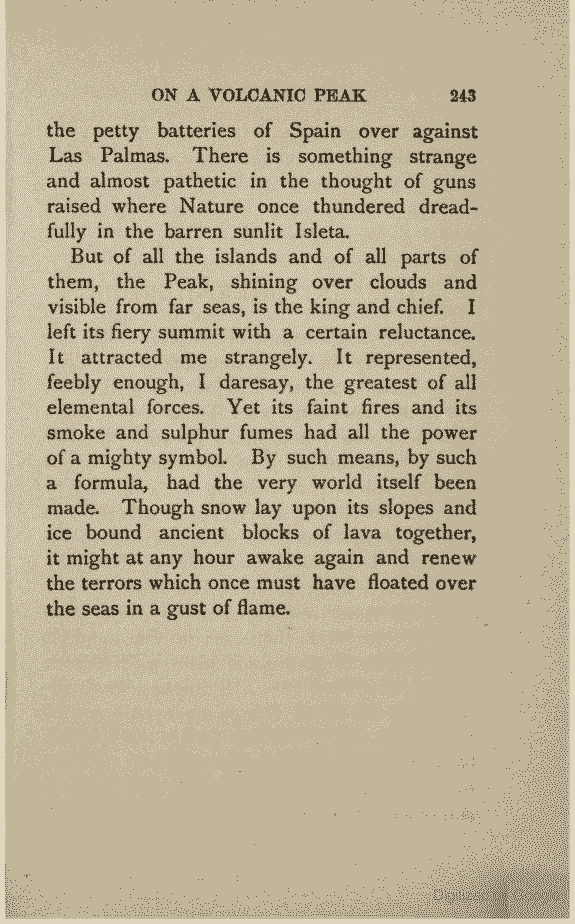 ON A VOLCANIC PEAK 243
the petty batteries of Spain over against
Las Palmas. There is something strange
and almost pathetic in the thought of guns
raised where Nature once thundered dread-
fully in the barren sunlit Isleta.
But of all the islands and of all parts of
them, the Peak, shining over clouds and
visible from far seas, is the king and chief. I
left its fiery summit with a certain reluctance.
It attracted me strangely. It represented,
feebly enough, I daresay, the greatest of all
elemental forces. Yet its faint fires and its
smoke and sulphur fumes had all the power
of a mighty symbol. By such means, by such
a formula, had the very world itself been
made. Though snow lay upon its slopes and
ice bound ancient blocks of lava together,
it might at any hour awake again and renew
the terrors which once must have floated over
the seas in a gust of flame.
Digitized by